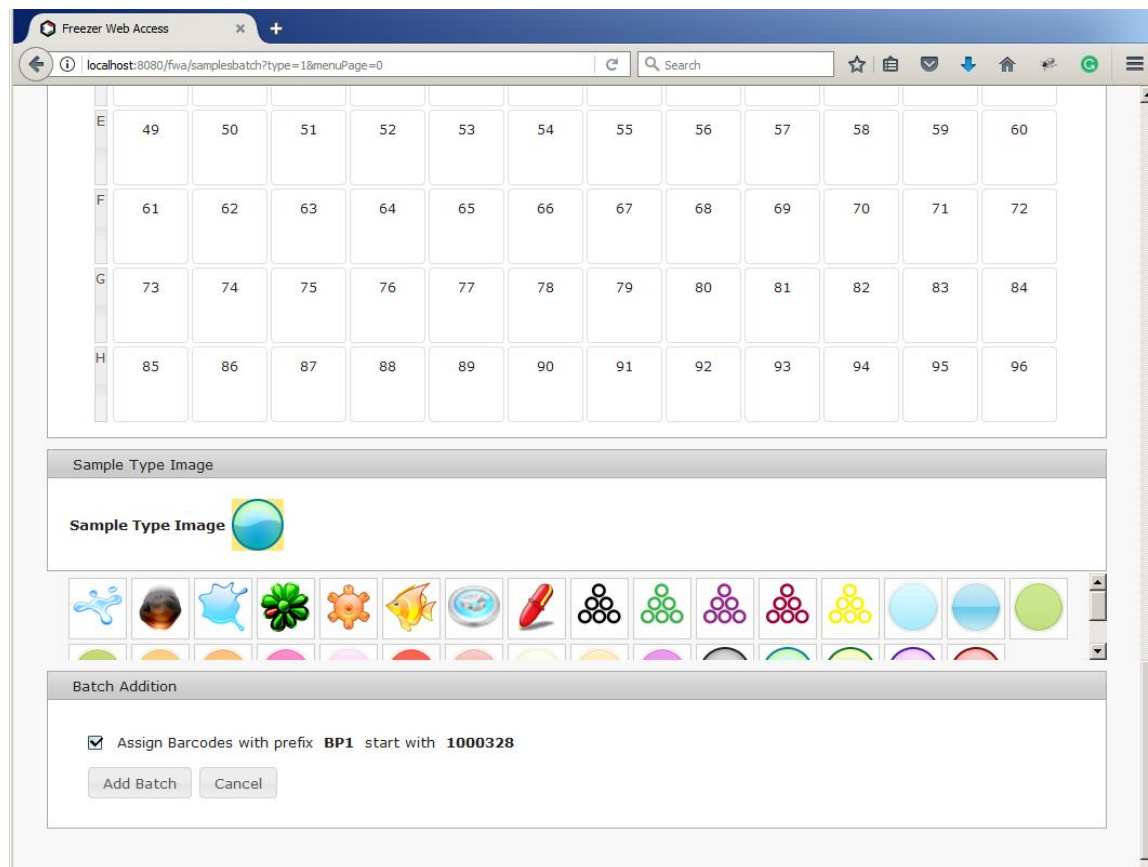 Freezer Web Access
localhost:8080/fwa/samplesbatch?type=1&menuPage=0
Search
E 49 50 51 52 53 54 55 56 57 58 59 60
F 61 62 63 64 65 66 67 68 69 70 71 72
G 73 74 75 76 77 78 79 80 81 82 83 84
H 85 86 87 88 89 90 91 92 93 94 95 96
Sample Type Image
Sample Type Image
Batch Addition
Assign Barcodes with prefix BP1 start with 1000328
Add Batch Cancel